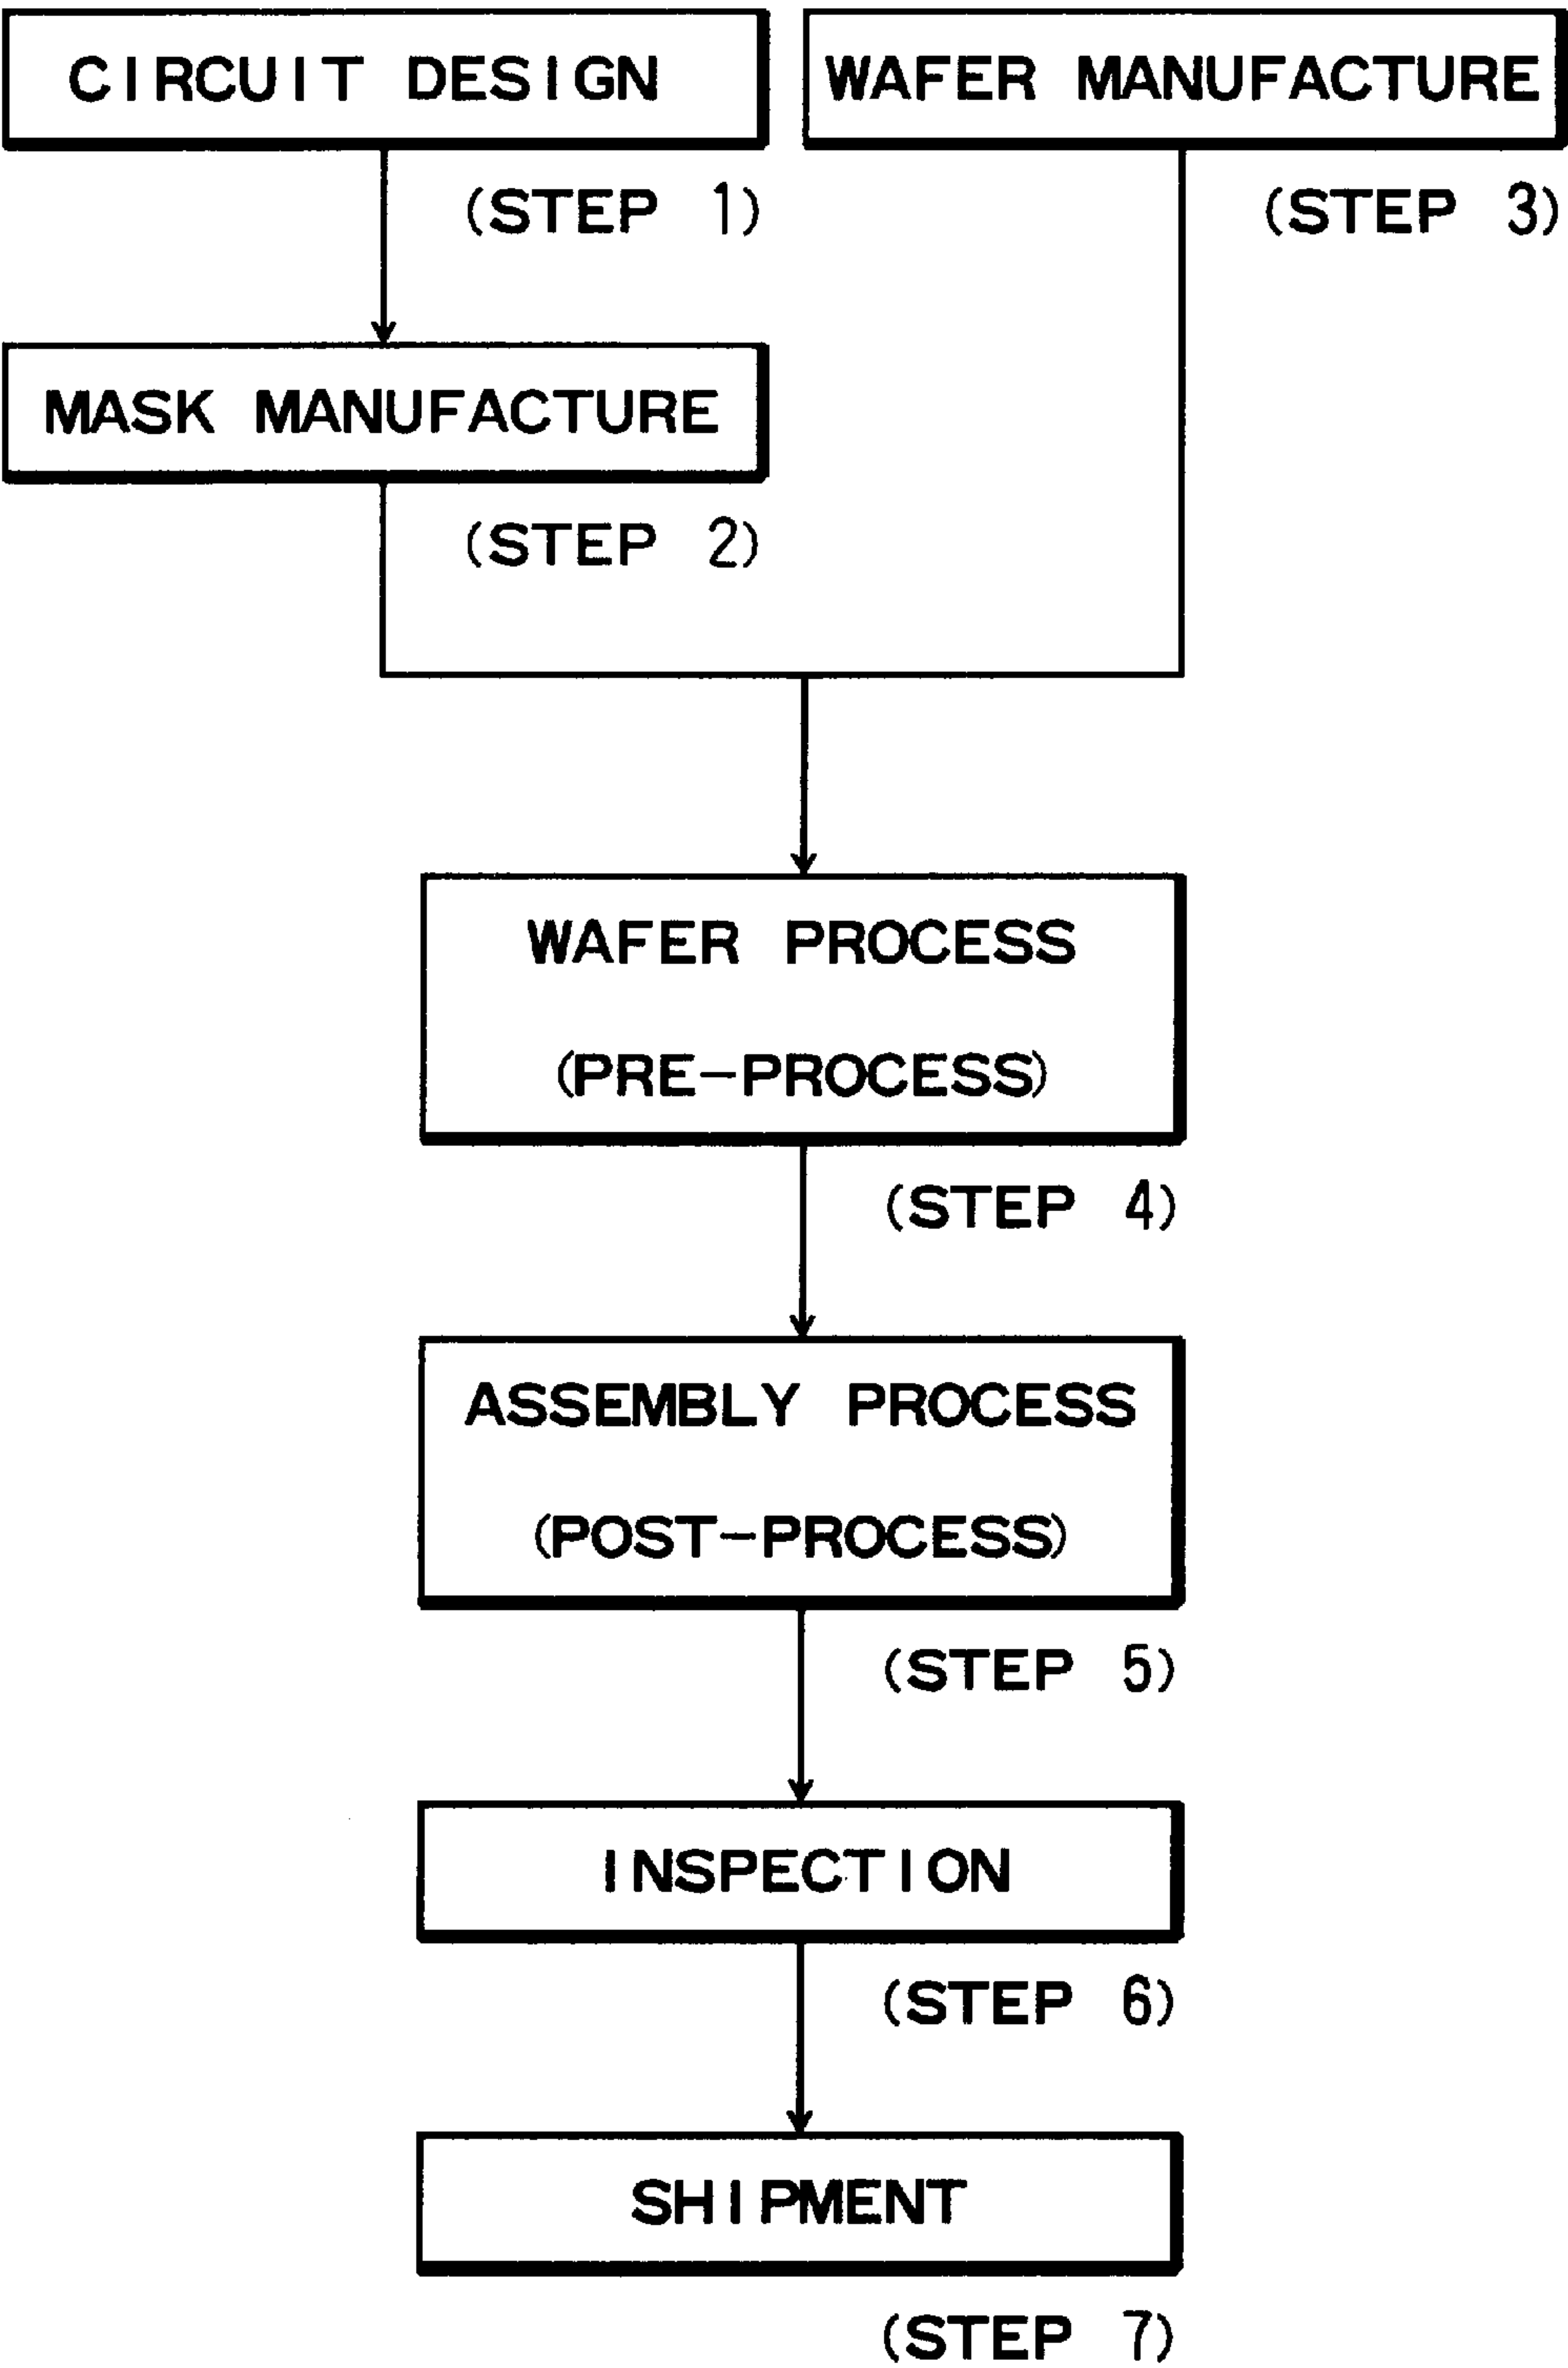 CIRCUIT DESIGN
(STEP 1)
WAFER MANUFACTURE
(STEP 3)
MASK MANUFACTURE
(STEP 2)
WAFER PROCESS
(PRE-PROCESS)
(STEP 4)
ASSEMBLY PROCESS
(POST-PROCESS)
(STEP 5)
INSPECTION
(STEP 6)
SHIPMENT
(STEP 7)